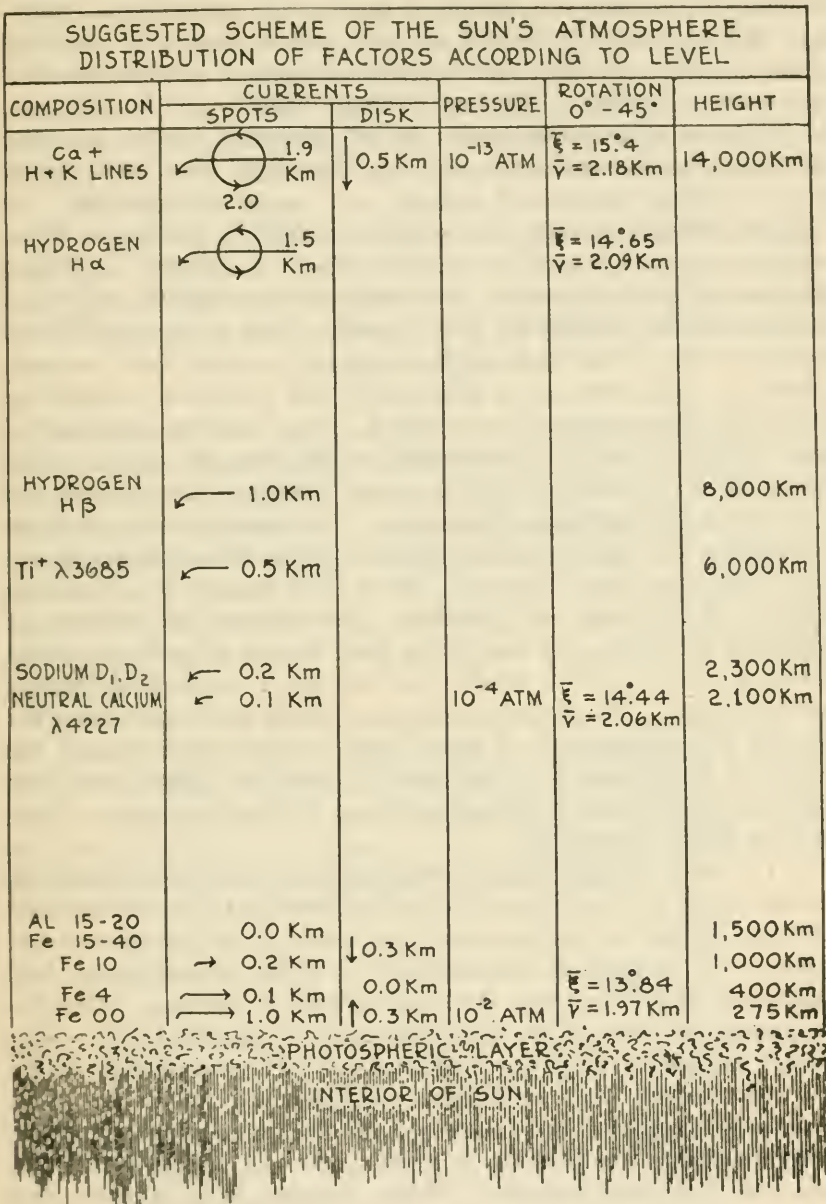 SUGGESTED SCHEME OF THE SUN'S ATMOSPHERE
DISTRIBUTION OF FACTORS ACCORDING TO LEVEL
COMPOSITION CURRENTS PRESSURE ROTATION 0° - 45° HEIGHT
SPOTS DISK
Ca + 1.9 ξ̄ = 15°.4
H + K LINES Km 0.5 Km 10⁻¹³ ATM v̄ = 2.18 Km 14,000 Km
2.0
HYDROGEN 1.5 ξ̄ = 14°.65
Hα Km v̄ = 2.09 Km
HYDROGEN
Hβ 1.0 Km 8,000 Km
Ti⁺ λ3685 0.5 Km 6,000 Km
SODIUM D₁, D₂ 0.2 Km 2,300 Km
NEUTRAL CALCIUM 0.1 Km 10⁻⁴ ATM ξ̄ = 14°.44 2.100 Km
λ4227 v̄ = 2.06 Km
AL 15-20 0.0 Km 1,500 Km
Fe 15-40 0.3 Km
Fe 10 0.2 Km 1,000 Km
Fe 4 0.1 Km 0.0 Km ξ̄ = 13°.84 400 Km
Fe 00 1.0 Km 0.3 Km 10⁻². ATM v̄ = 1.97 Km 275 Km
PHOTOSPHERIC LAYER
INTERIOR OF SUN